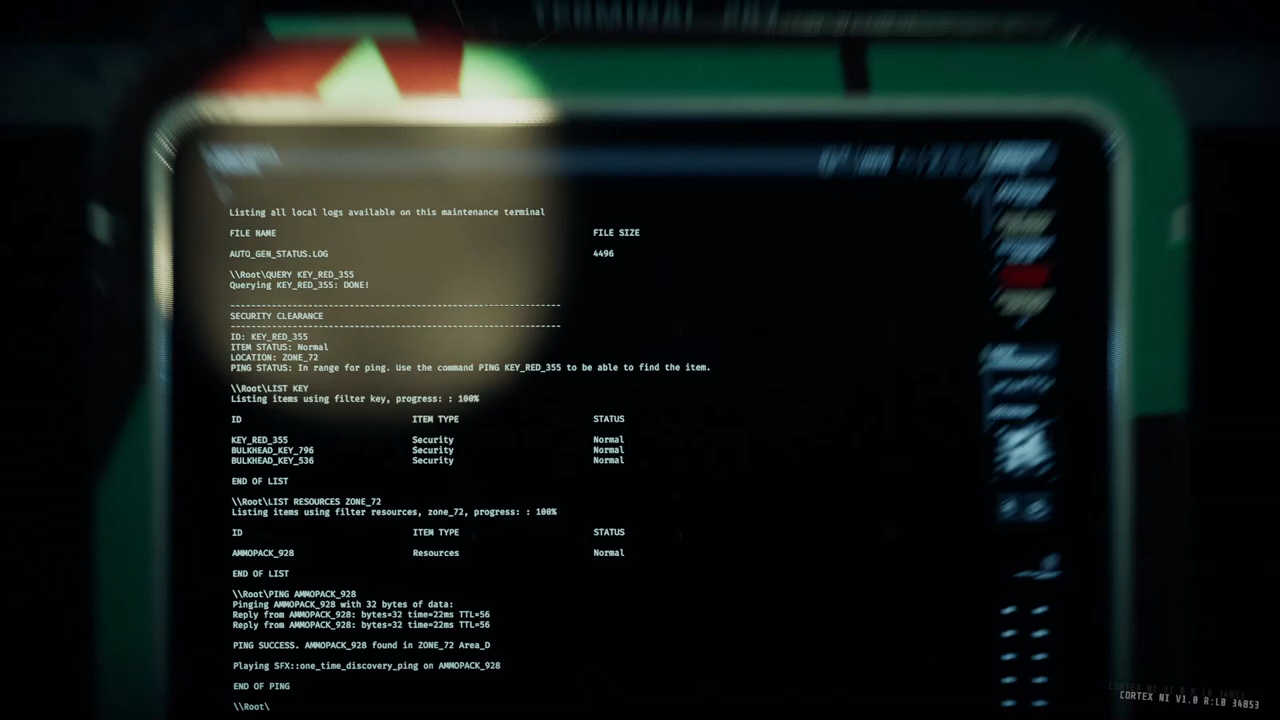 TERMINAL
Listing all local logs available on this maintenance terminal
FILE NAME FILE SIZE
AUTO_GEN_STATUS.LOG 4496
\\Root\QUERY KEY_RED_355
Querying KEY_RED_355: DONE!
-------------------------------------------------------
SECURITY CLEARANCE
-------------------------------------------------------
ID: KEY_RED_355
ITEM STATUS: Normal
LOCATION: ZONE_72
PING STATUS: In range for ping. Use the command PING KEY_RED_355 to be able to find the item.
\\Root\LIST KEY
Listing items using filter key, progress: : 100%
ID ITEM TYPE STATUS
KEY_RED_355 Security Normal
BULKHEAD_KEY_796 Security Normal
BULKHEAD_KEY_536 Security Normal
END OF LIST
\\Root\LIST RESOURCES ZONE_72
Listing items using filter resources, zone_72, progress: : 100%
ID ITEM TYPE STATUS
AMMOPACK_928 Resources Normal
END OF LIST
\\Root\PING AMMOPACK_928
Pinging AMMOPACK_928 with 32 bytes of data:
Reply from AMMOPACK_928: bytes=32 time=22ms TTL=56
Reply from AMMOPACK_928: bytes=32 time=22ms TTL=56
PING SUCCESS. AMMOPACK_928 found in ZONE_72 Area_D
Playing SFX::one_time_discovery_ping on AMMOPACK_928
END OF PING
\\Root\
CORTEX NI V1.0 R:L0 34853